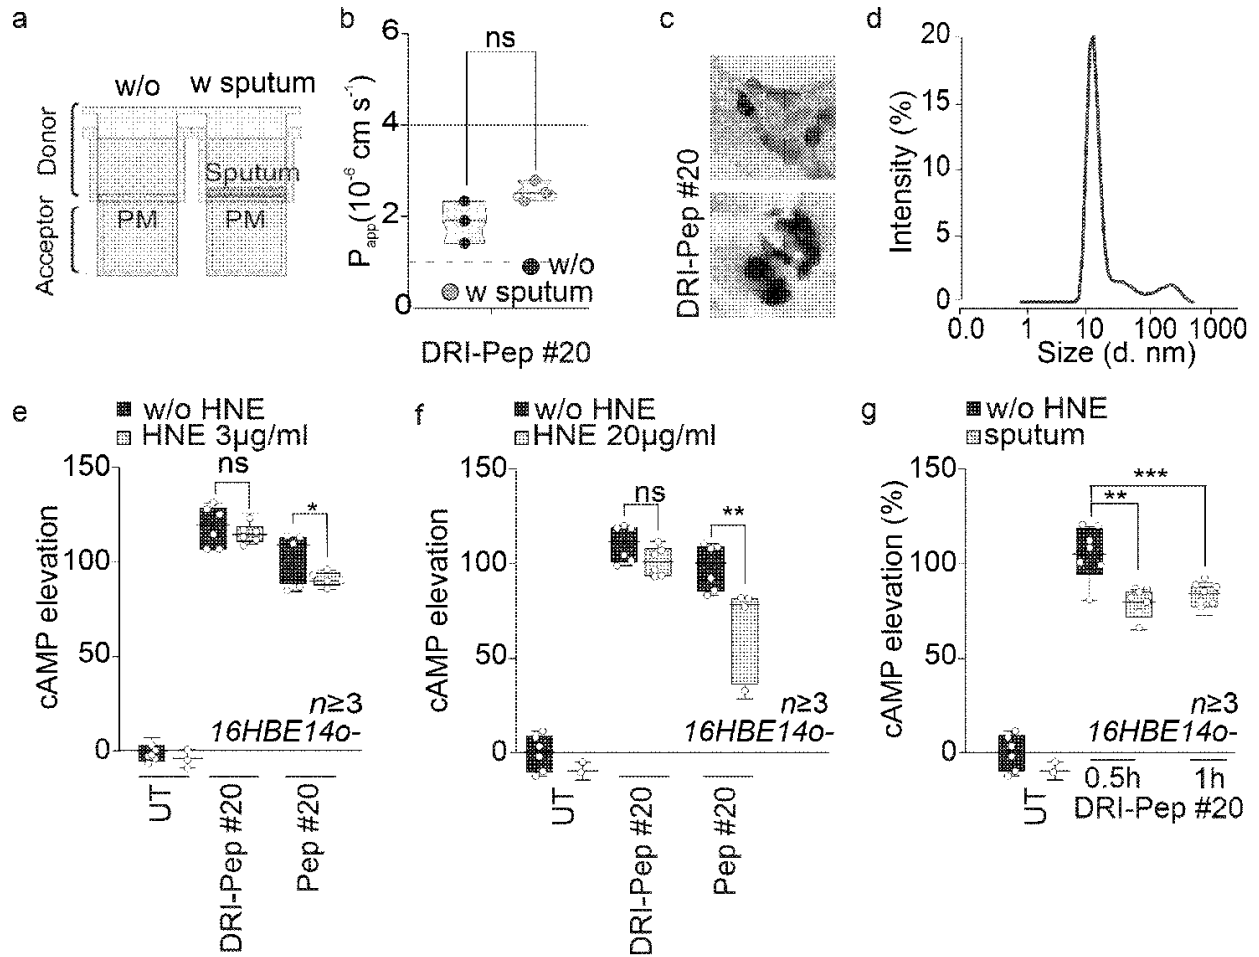 a
w/o
w sputum
Donor
Acceptor
Sputum
PM
PM
b
6
4
2
0
P_app (10⁻⁶ cm s⁻¹)
ns
w/o
w sputum
DRI-Pep #20
c
DRI-Pep #20
d
20
15
20
5
0
Intensity (%)
0.0 1 10 100 1000
Size (d. nm)
e
w/o HNE
HNE 3µg/ml
150
100
50
0
cAMP elevation
ns
*
n≥3
16HBE14o-
UT
DRI-Pep #20
Pep #20
f
w/o HNE
HNE 20µg/ml
150
100
50
0
cAMP elevation
ns
**
n≥3
16HBE14o-
UT
DRI-Pep #20
Pep #20
g
w/o HNE
sputum
150
100
50
0
cAMP elevation (%)
***
**
n≥3
16HBE14o-
UT
0.5h 1h
DRI-Pep #20